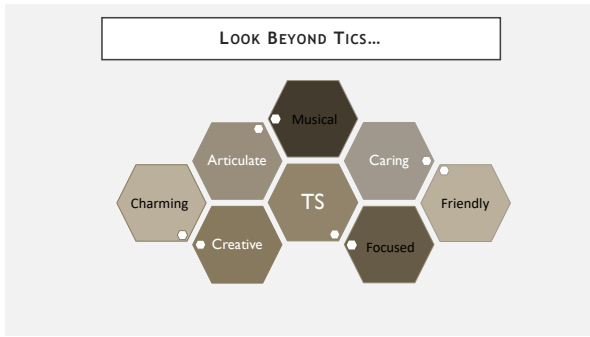 Look Beyond Tics…
Musical
Articulate
Caring
Charming
TS
Friendly
Creative
Focused